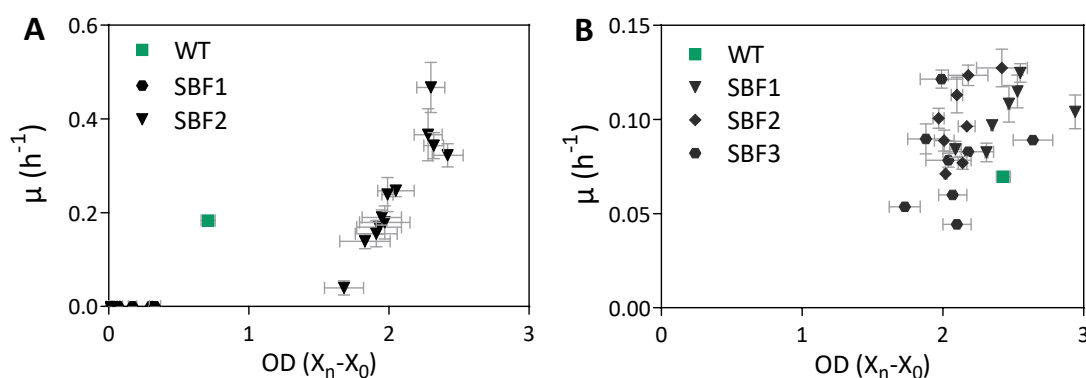 A
0.6
0.4
0.2
0.0
μ (h⁻¹)
WT
SBF1
SBF2
0
1
2
3
OD (Xₙ-X₀)
B
0.15
0.10
0.05
0.00
μ (h⁻¹)
WT
SBF1
SBF2
SBF3
0
1
2
3
OD (Xₙ-X₀)